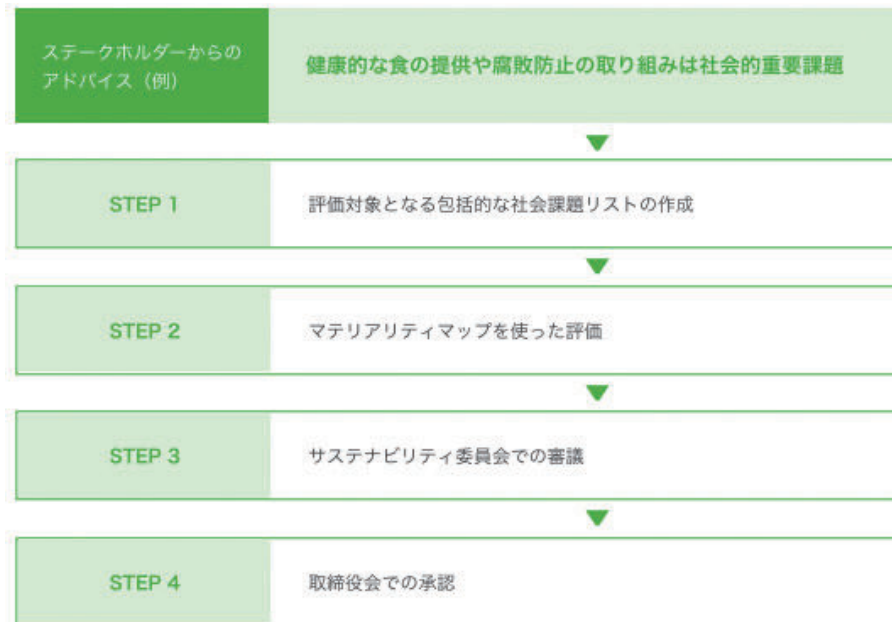 ステークホルダーからの
アドバイス（例）
健康的な食の提供や腐敗防止の取り組みは社会的重要課題
STEP 1
評価対象となる包括的な社会課題リストの作成
STEP 2
マテリアリティマップを使った評価
STEP 3
サステナビリティ委員会での審議
STEP 4
取締役会での承認